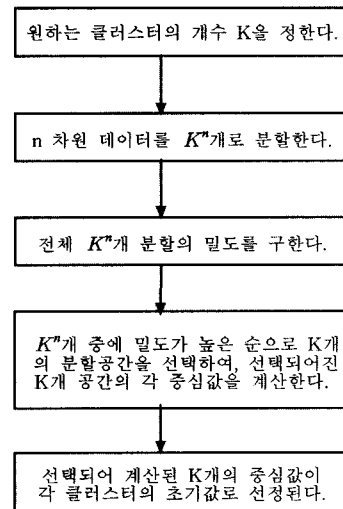 원하는 클러스터의 개수 K을 정한다.
n 차원 데이터를 Kⁿ개로 분할한다.
전체 Kⁿ개 분할의 밀도를 구한다.
Kⁿ개 중에 밀도가 높은 순으로 K개
의 분할공간을 선택하여, 선택되어진
K개 공간의 각 중심값을 계산한다.
선택되어 계산된 K개의 중심값이
각 클러스터의 초기값로 선정된다.